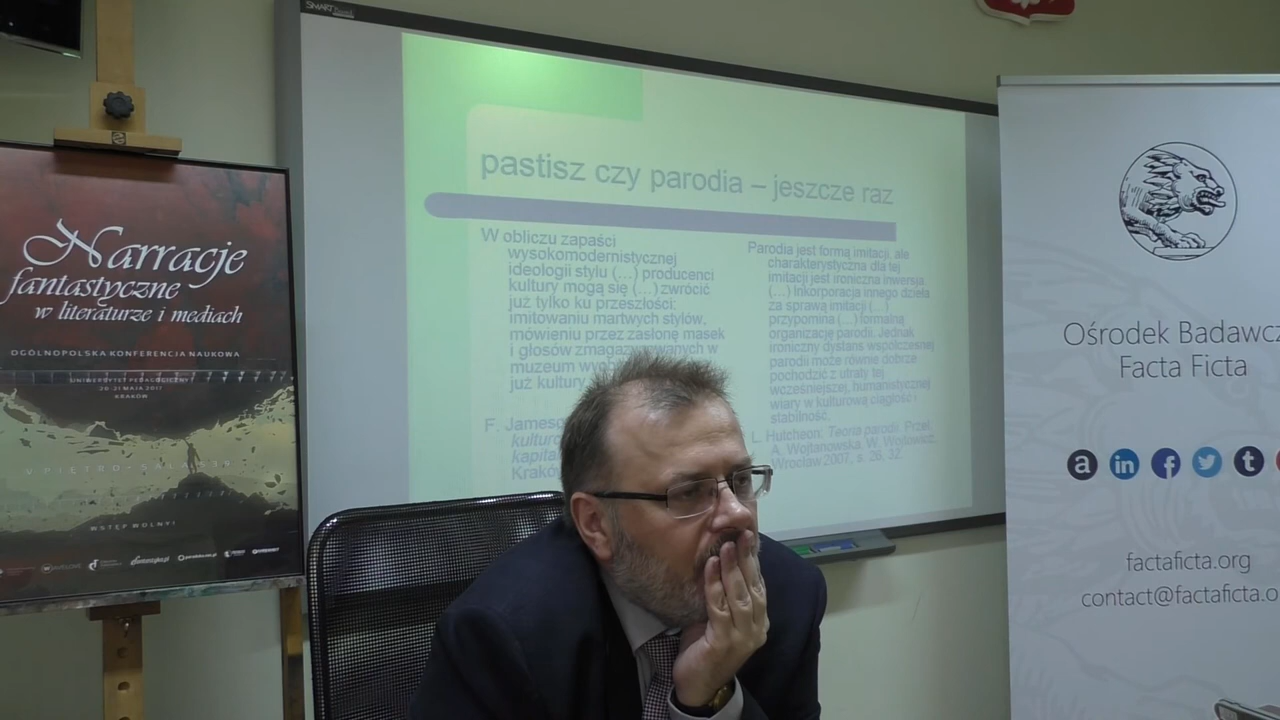 SMART
Narracje
fantastyczne
w literaturze i mediach
OGÓLNOPOLSKA KONFERENCJA NAUKOWA
UNIWERSYTET PEDAGOGICZNY
20-21 MAJA 2017
KRAKÓW
V PIĘTRO - SALA
WSTĘP WOLNY!
pastisz czy parodia – jeszcze raz
W obliczu zapaści
wysokomodernistycznej
ideologii stylu (…) producenci
kultury mogą się (…) zwrócić
już tylko ku przeszłości:
imitowaniu martwych stylów,
mówieniu przez zasłonę masek
i głosów zmagazynowanych w
muzeum
już kultury
F.
Kraków
Parodia jest formą imitacji, ale
charakterystyczna dla tej
imitacji jest ironiczna inwersja
(…) Inkorporacja innego dzieła
za sprawą imitacji (…)
przypomina (…) formalną
organizację parodii. Jednak
ironiczny dystans współczesnej
parodii może równie dobrze
pochodzić z utraty tej
wcześniejszej, humanistycznej
wiary w kulturową ciągłość i
stabilność.
L. Hutcheon: Teoria parodii. Przeł.
A. Wojtanowska, W. Wojtowicz,
Wrocław 2007, s. 26, 32.
Ośrodek Badawcz
Facta Ficta
a in f t
factaficta.org
contact@factaficta.o